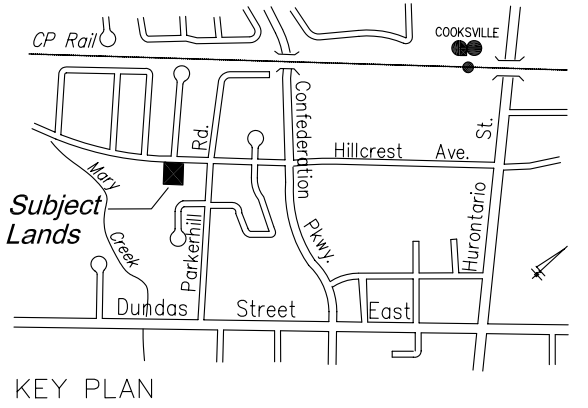 COOKSVILLE
CP Rail
Confederation
Pkwy.
Rd.
Parkerhill
St.
Hurontario
Hillcrest Ave.
Mary
Creek
Subject
Lands
Dundas Street East
KEY PLAN